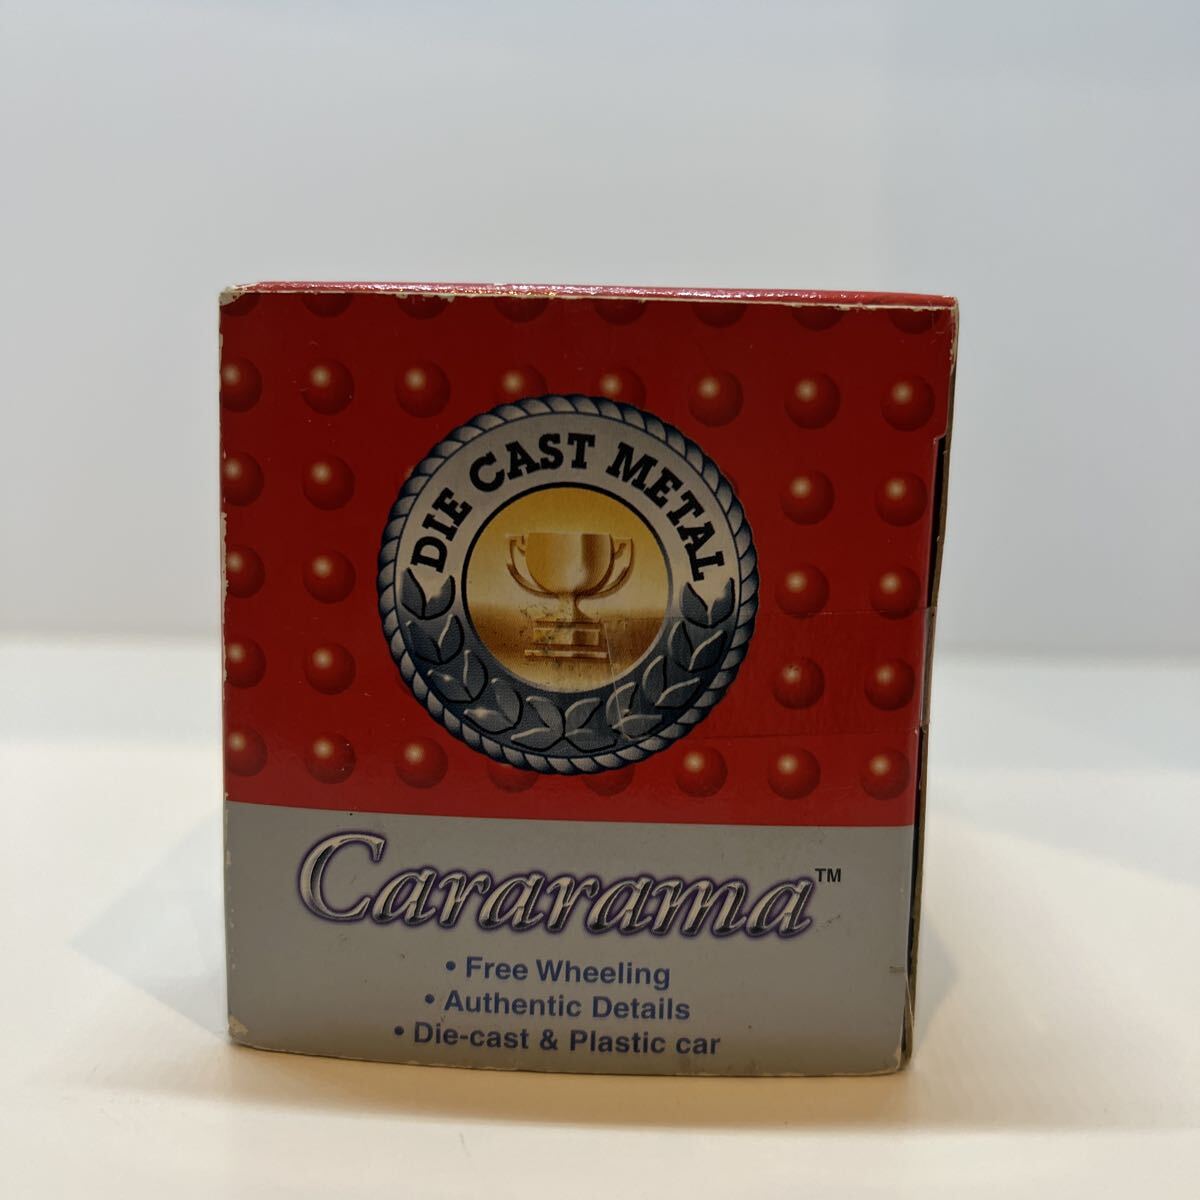 DIE CAST METAL
Cararama™
• Free Wheeling
• Authentic Details
• Die-cast & Plastic car